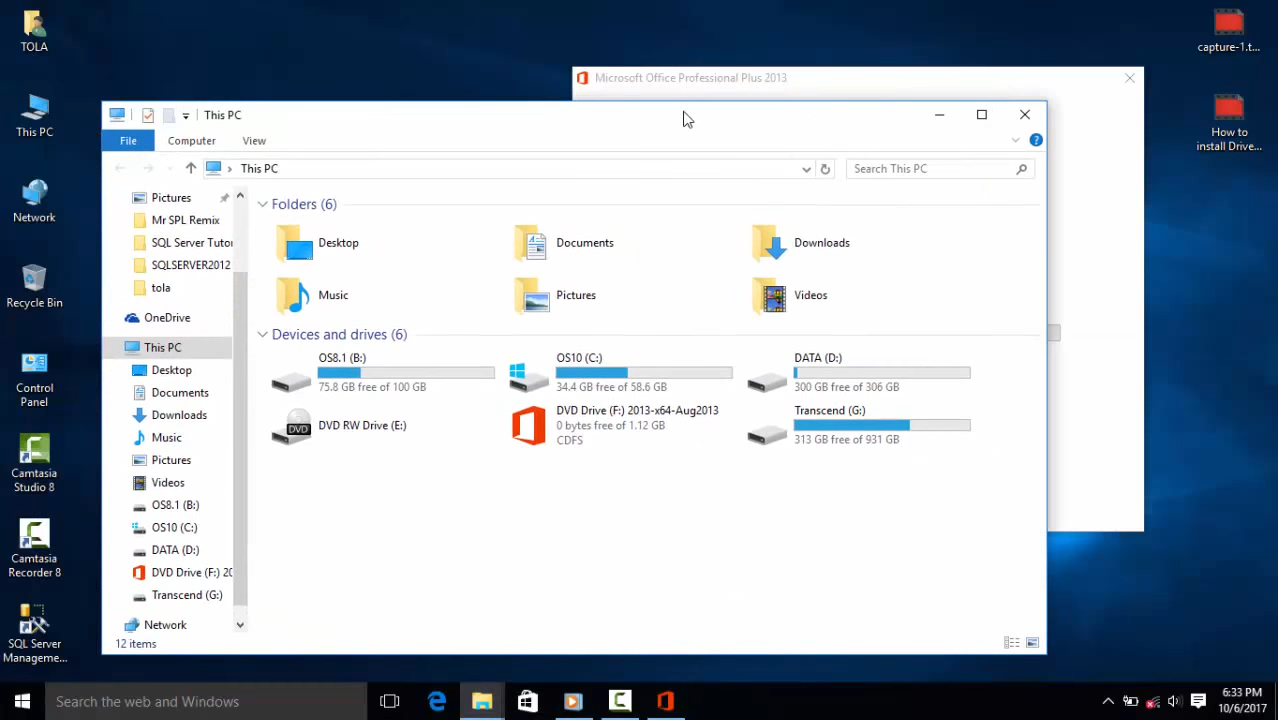 TOLA
This PC
Network
Recycle Bin
Control
Panel
Camtasia
Studio 8
Camtasia
Recorder 8
SQL Server
Manageme...
capture-1.t...
How to
install Drive...
Microsoft Office Professional Plus 2013
This PC
File
Computer
View
This PC
Search This PC
Pictures
Mr SPL Remix
SQL Server Tutor
SQLSERVER2012
tola
OneDrive
This PC
Desktop
Documents
Downloads
Music
Pictures
Videos
OS8.1 (B:)
OS10 (C:)
DATA (D:)
DVD Drive (F:) 20
Transcend (G:)
Network
Folders (6)
Desktop
Documents
Downloads
Music
Pictures
Videos
Devices and drives (6)
OS8.1 (B:)
75.8 GB free of 100 GB
OS10 (C:)
34.4 GB free of 58.6 GB
DATA (D:)
300 GB free of 306 GB
DVD RW Drive (E:)
DVD
DVD Drive (F:) 2013-x64-Aug2013
0 bytes free of 1.12 GB
CDFS
Transcend (G:)
313 GB free of 931 GB
12 items
Search the web and Windows
6:33 PM
10/6/2017